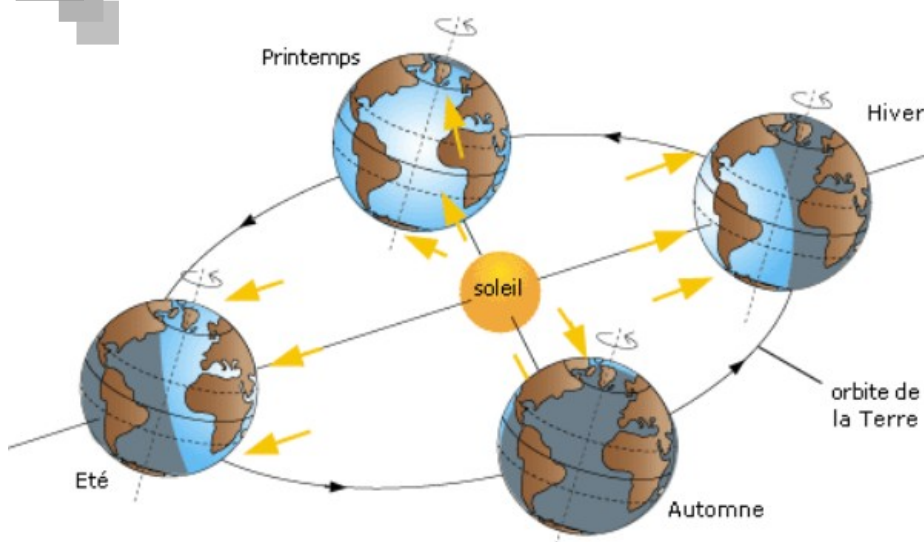 Printemps
Hiver
soleil
orbite de
la Terre
Eté
Automne